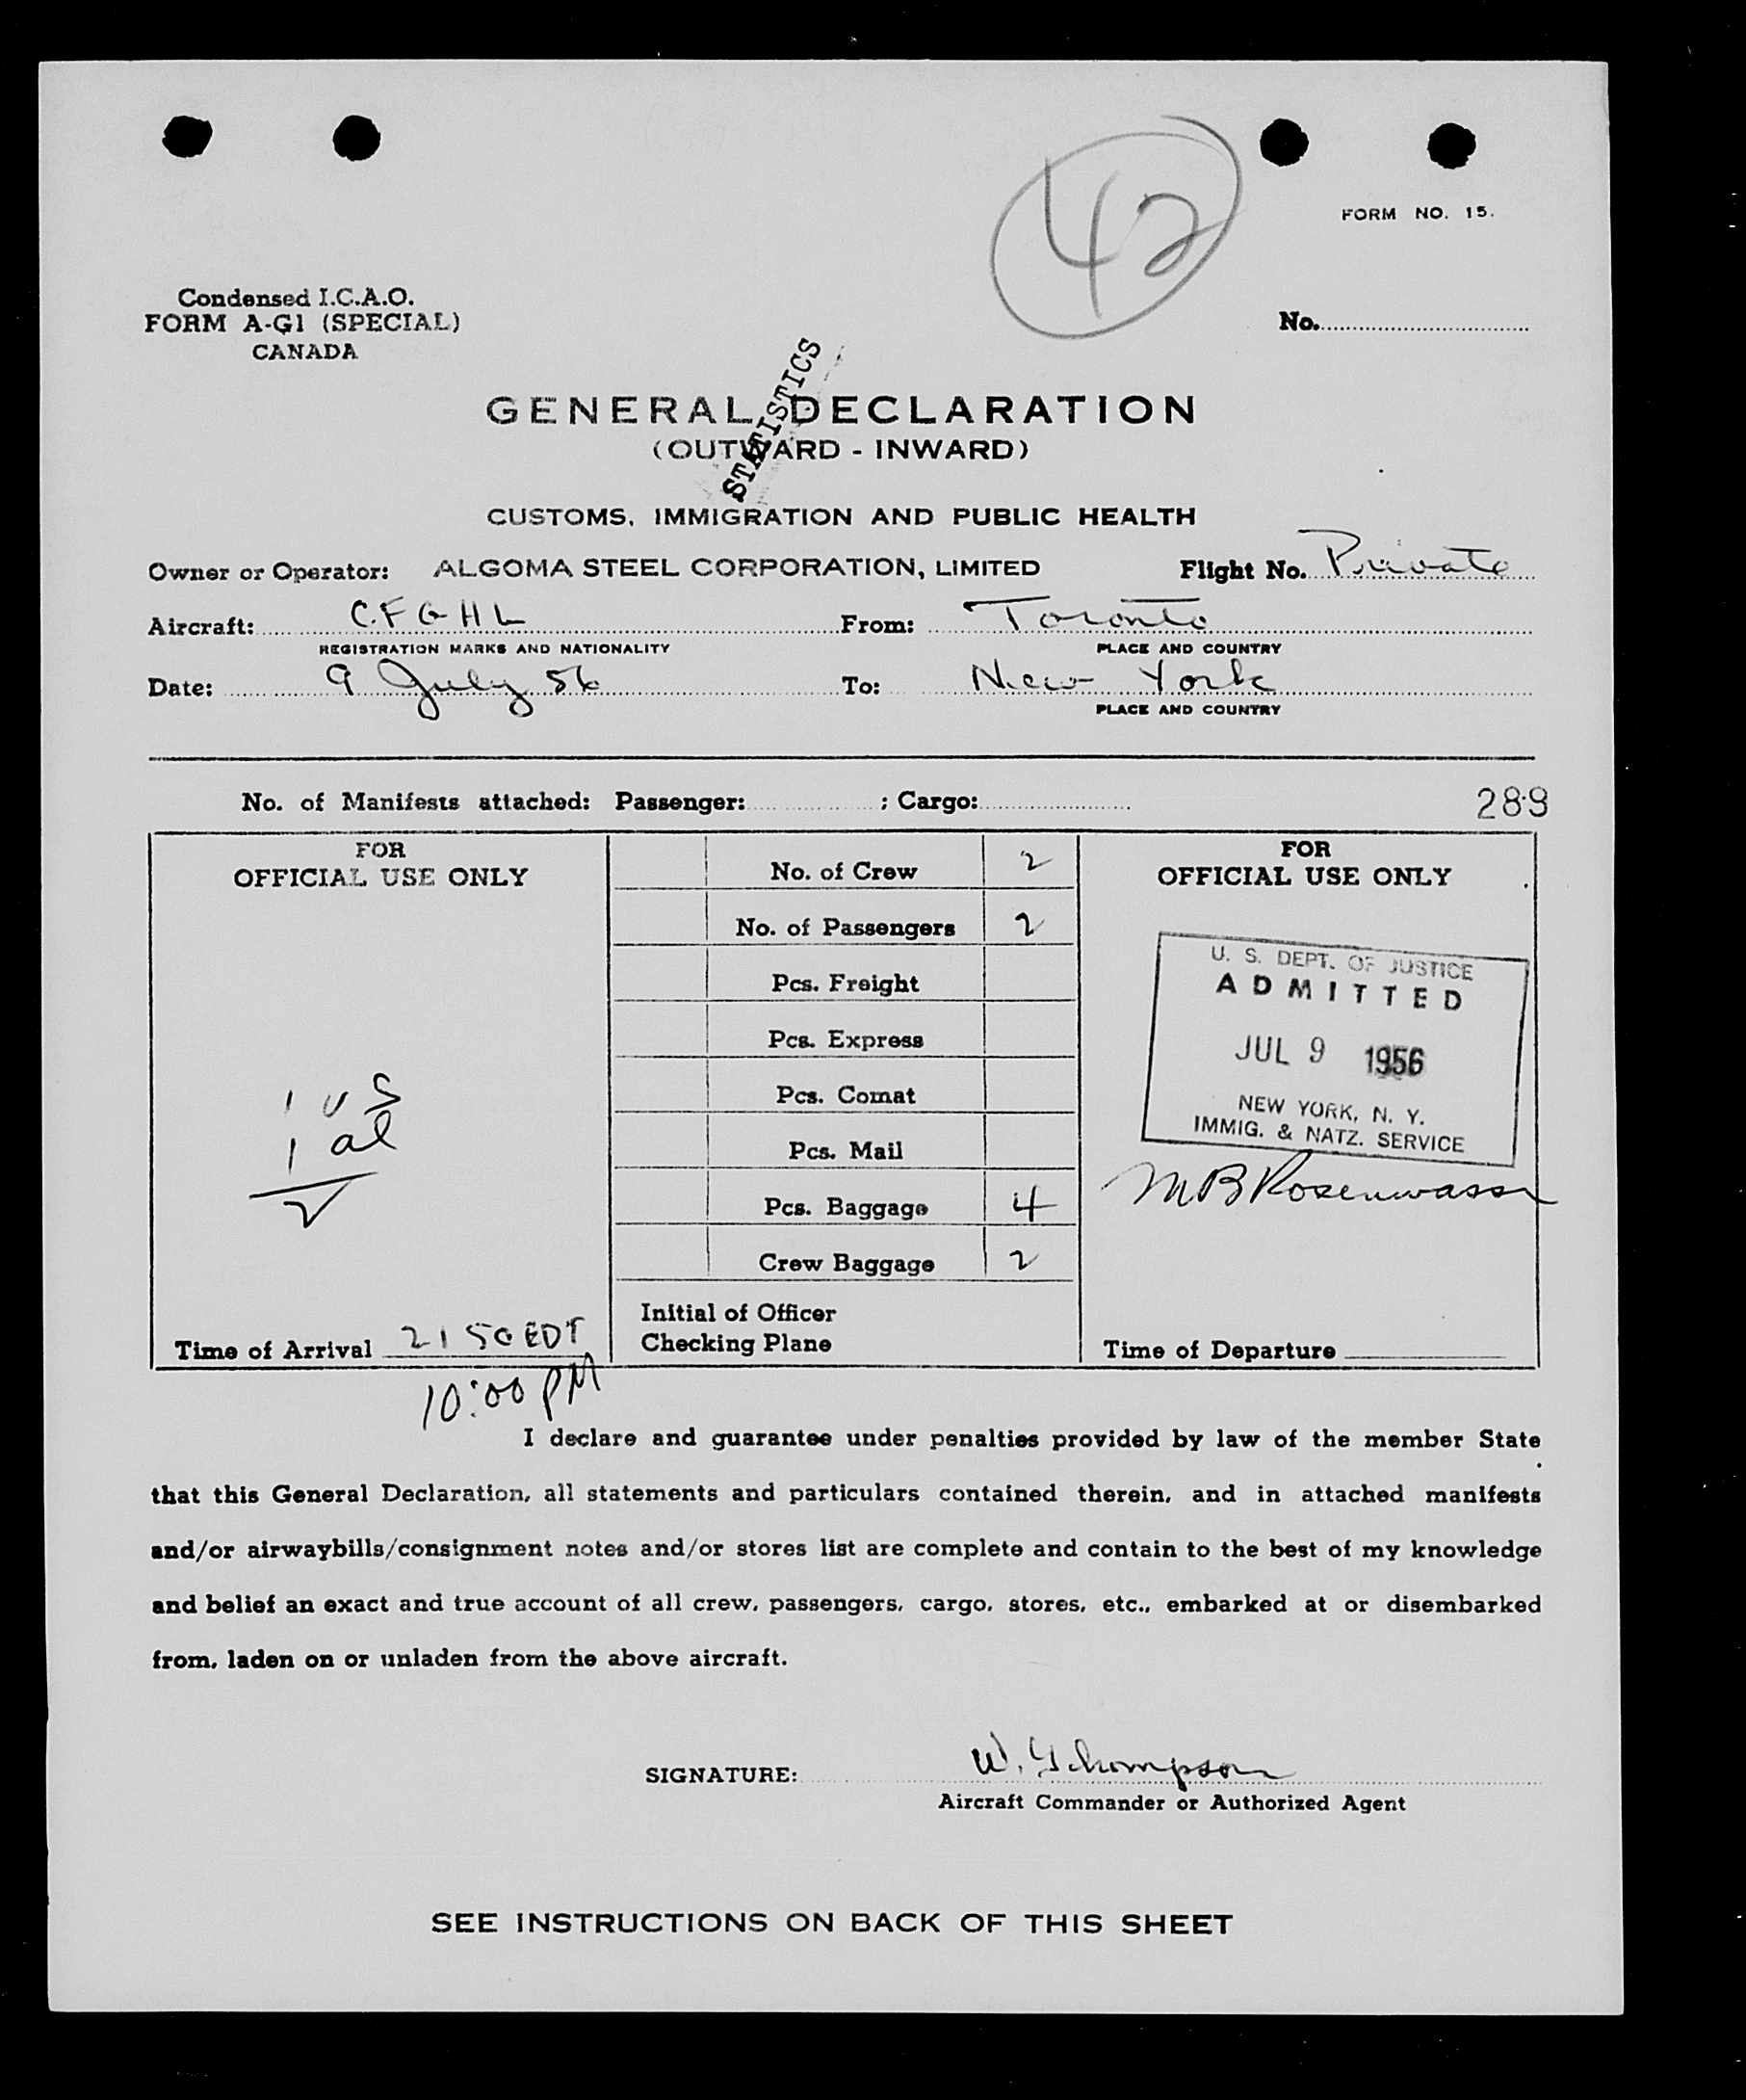 42
FORM NO. 15.
Condensed I.C.A.O.
FORM A-G1 (SPECIAL)
CANADA
No.
STATISTICS
GENERAL DECLARATION
(OUTWARD - INWARD)
CUSTOMS, IMMIGRATION AND PUBLIC HEALTH
Owner or Operator: ALGOMA STEEL CORPORATION, LIMITED Flight No. Private
Aircraft: C.F G H L From: Toronto
REGISTRATION MARKS AND NATIONALITY PLACE AND COUNTRY
Date: 9 July 56 To: New York
PLACE AND COUNTRY
No. of Manifests attached: Passenger: ; Cargo:
289
FOR
OFFICIAL USE ONLY
1 US
1 al
2
Time of Arrival 2150 EDT
10:00 PM
No. of Crew 2
No. of Passengers 2
Pcs. Freight
Pcs. Express
Pcs. Comat
Pcs. Mail
Pcs. Baggage 4
Crew Baggage 2
Initial of Officer
Checking Plane
FOR
OFFICIAL USE ONLY
U. S. DEPT. OF JUSTICE
ADMITTED
JUL 9 1956
NEW YORK, N. Y.
IMMIG. & NATZ. SERVICE
MB Rosenwasser
Time of Departure
I declare and guarantee under penalties provided by law of the member State
that this General Declaration, all statements and particulars contained therein, and in attached manifests
and/or airwaybills/consignment notes and/or stores list are complete and contain to the best of my knowledge
and belief an exact and true account of all crew, passengers, cargo, stores, etc., embarked at or disembarked
from, laden on or unladen from the above aircraft.
SIGNATURE: W. Thompson
Aircraft Commander or Authorized Agent
SEE INSTRUCTIONS ON BACK OF THIS SHEET